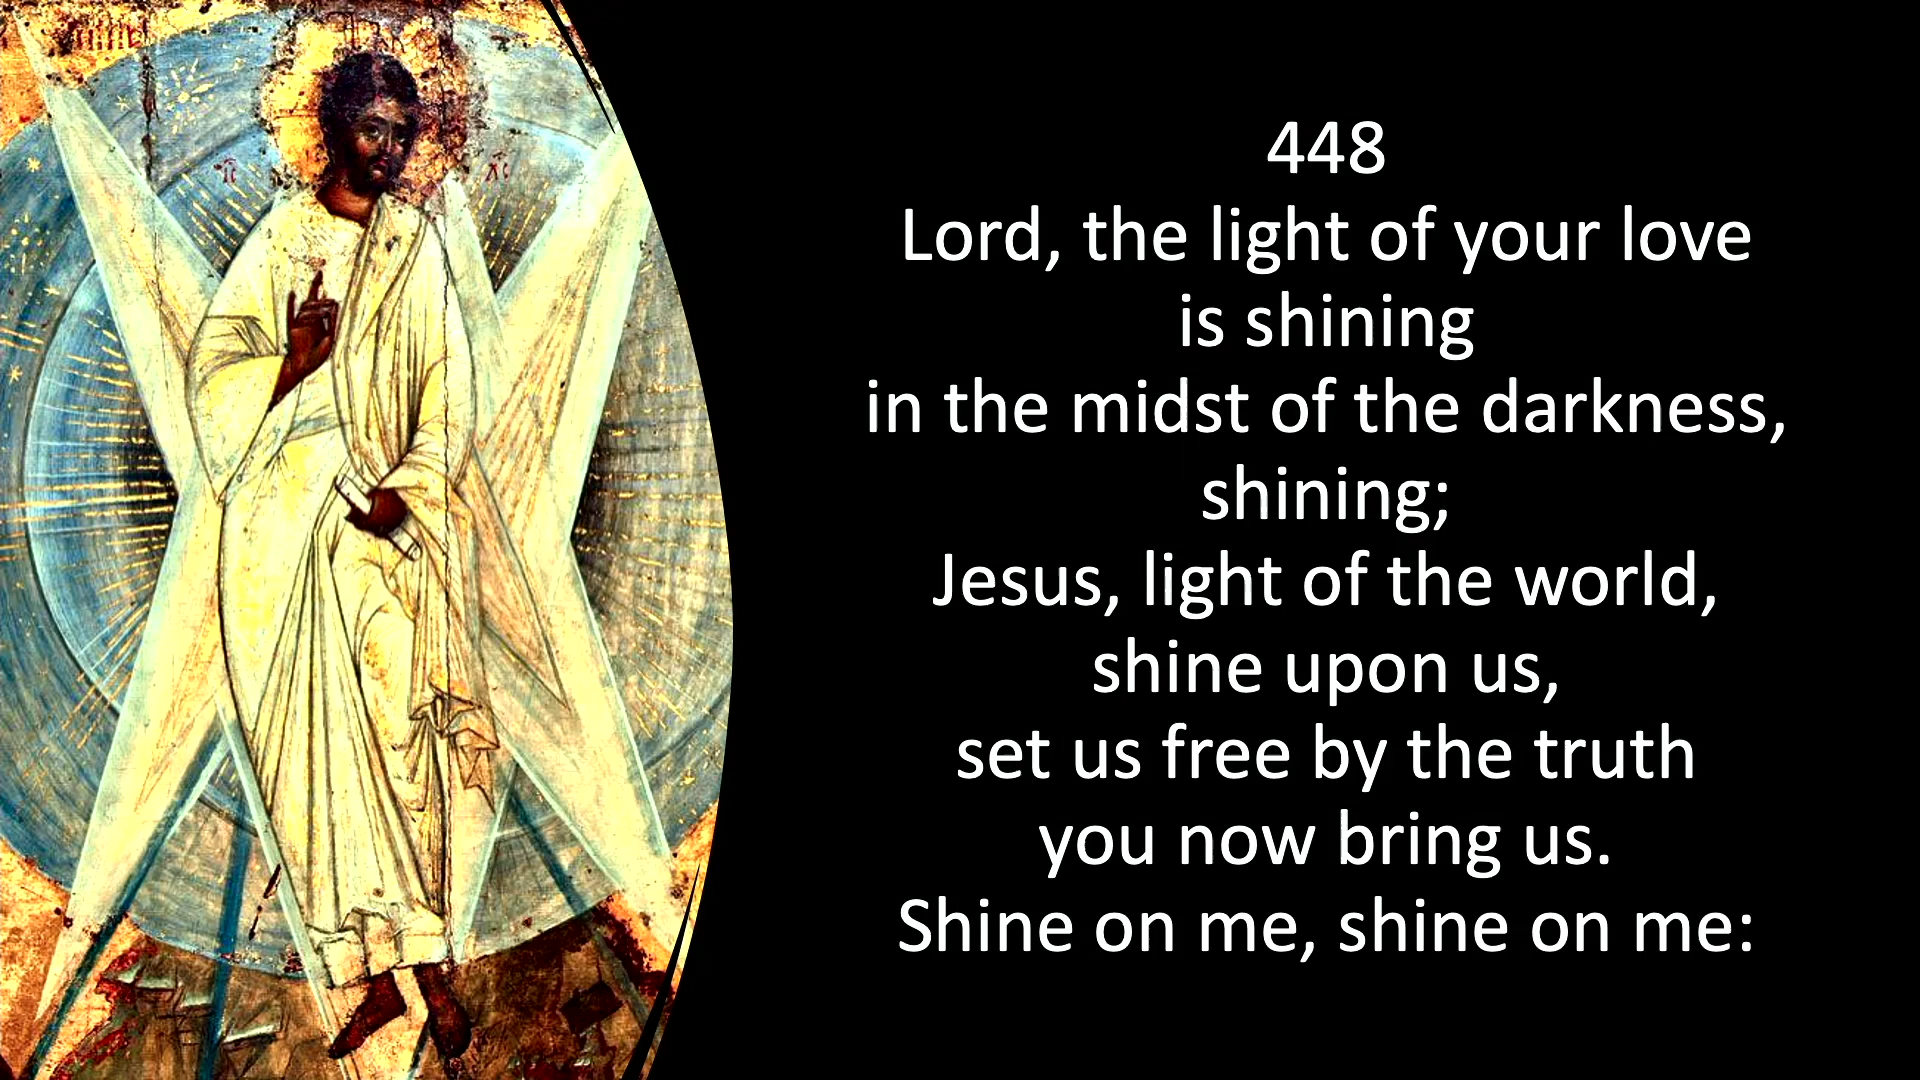 448
Lord, the light of your love
is shining
in the midst of the darkness,
shining;
Jesus, light of the world,
shine upon us,
set us free by the truth
you now bring us.
Shine on me, shine on me: